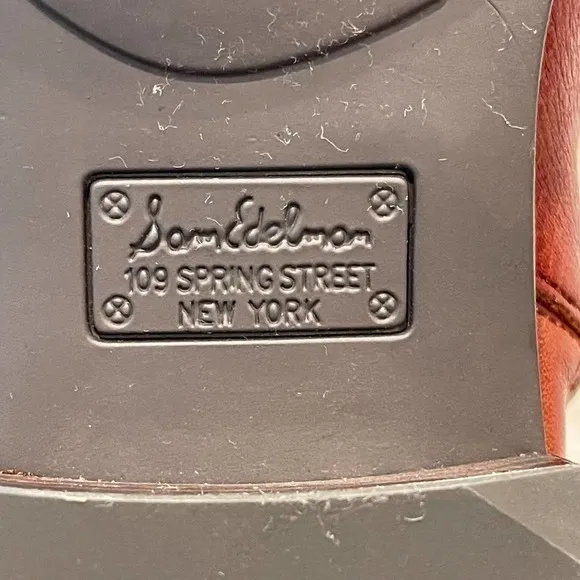 Sam Edelman
109 SPRING STREET
NEW YORK